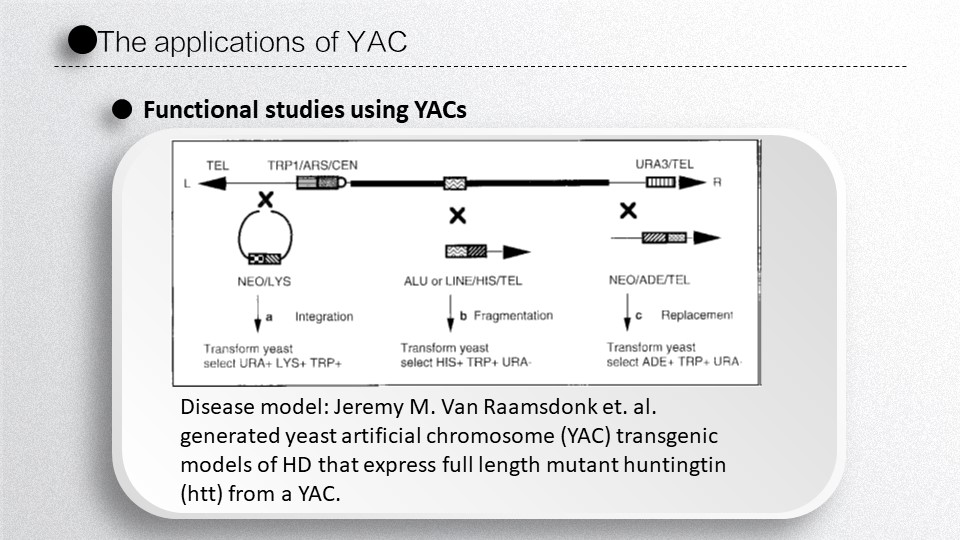 The applications of YAC
Functional studies using YACs
TEL TRP1/ARS/CEN URA3/TEL
L R
NEO/LYS ALU or LINE/HIS/TEL NEO/ADE/TEL
a Integration b Fragmentation c Replacement
Transform yeast Transform yeast Transform yeast
select URA+ LYS+ TRP+ select HIS+ TRP+ URA- select ADE+ TRP+ URA-
Disease model: Jeremy M. Van Raamsdonk et. al.
generated yeast artificial chromosome (YAC) transgenic
models of HD that express full length mutant huntingtin
(htt) from a YAC.